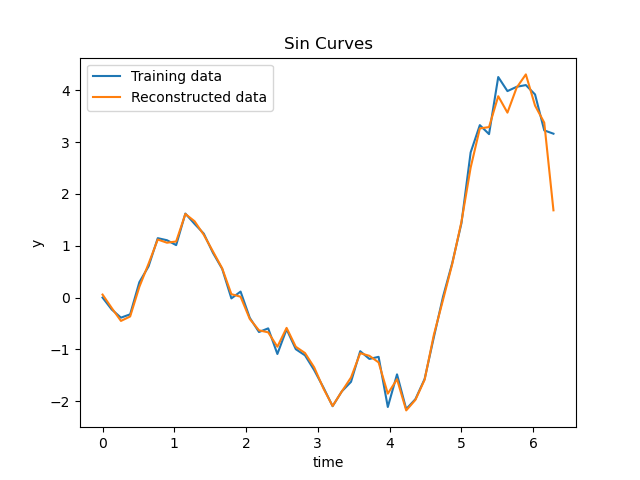 Sin Curves
Training data
Reconstructed data
y
4
3
2
1
0
−1
−2
0 1 2 3 4 5 6
time